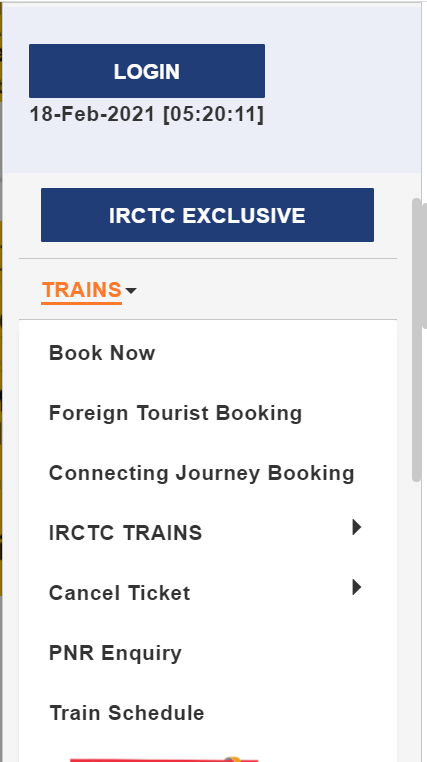 LOGIN
18-Feb-2021 [05:20:11]
IRCTC EXCLUSIVE
TRAINS
Book Now
Foreign Tourist Booking
Connecting Journey Booking
IRCTC TRAINS
Cancel Ticket
PNR Enquiry
Train Schedule